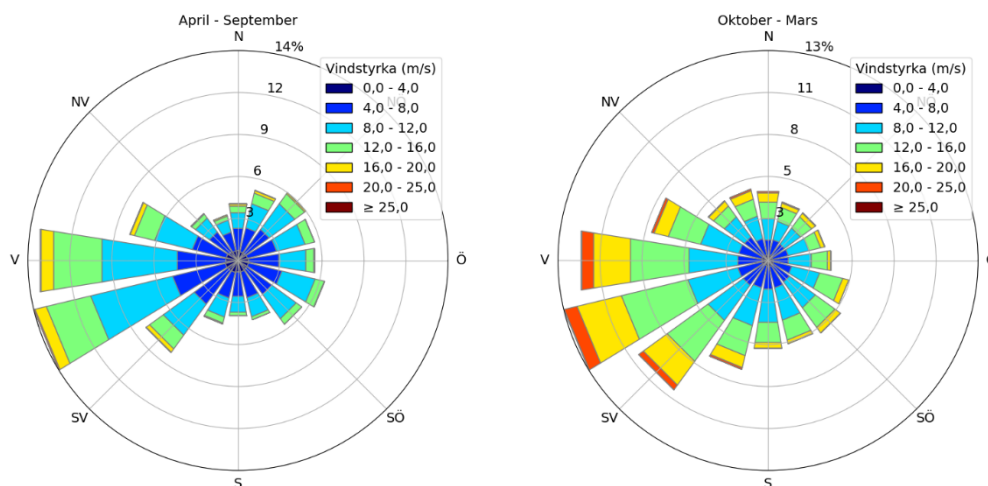 April - September
N
14%
12
9
6
3
NV
NO
V
Ö
SV
SÖ
S
Vindstyrka (m/s)
0,0 - 4,0
4,0 - 8,0
8,0 - 12,0
12,0 - 16,0
16,0 - 20,0
20,0 - 25,0
≥ 25,0
Oktober - Mars
N
13%
11
8
5
3
NV
NO
V
SV
SÖ
S
Vindstyrka (m/s)
0,0 - 4,0
4,0 - 8,0
8,0 - 12,0
12,0 - 16,0
16,0 - 20,0
20,0 - 25,0
≥ 25,0